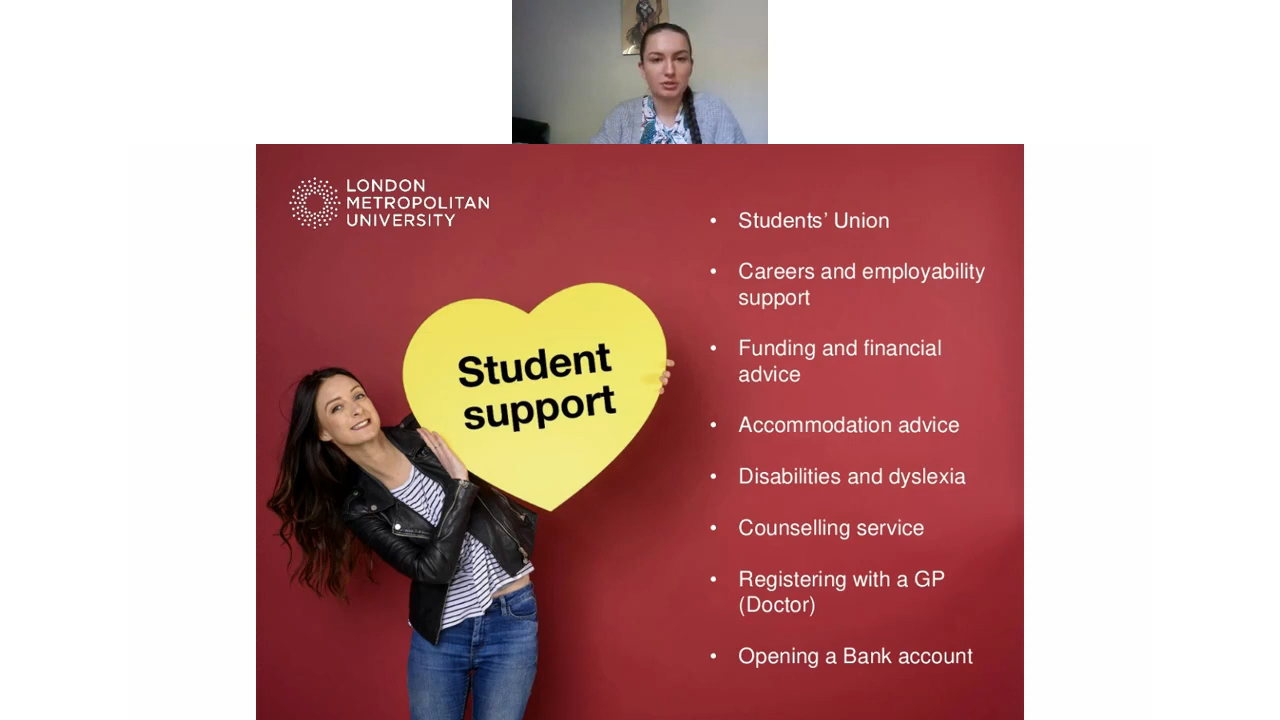 LONDON
METROPOLITAN
UNIVERSITY
Student
support
• Students’ Union
• Careers and employability
support
• Funding and financial
advice
• Accommodation advice
• Disabilities and dyslexia
• Counselling service
• Registering with a GP
(Doctor)
• Opening a Bank account